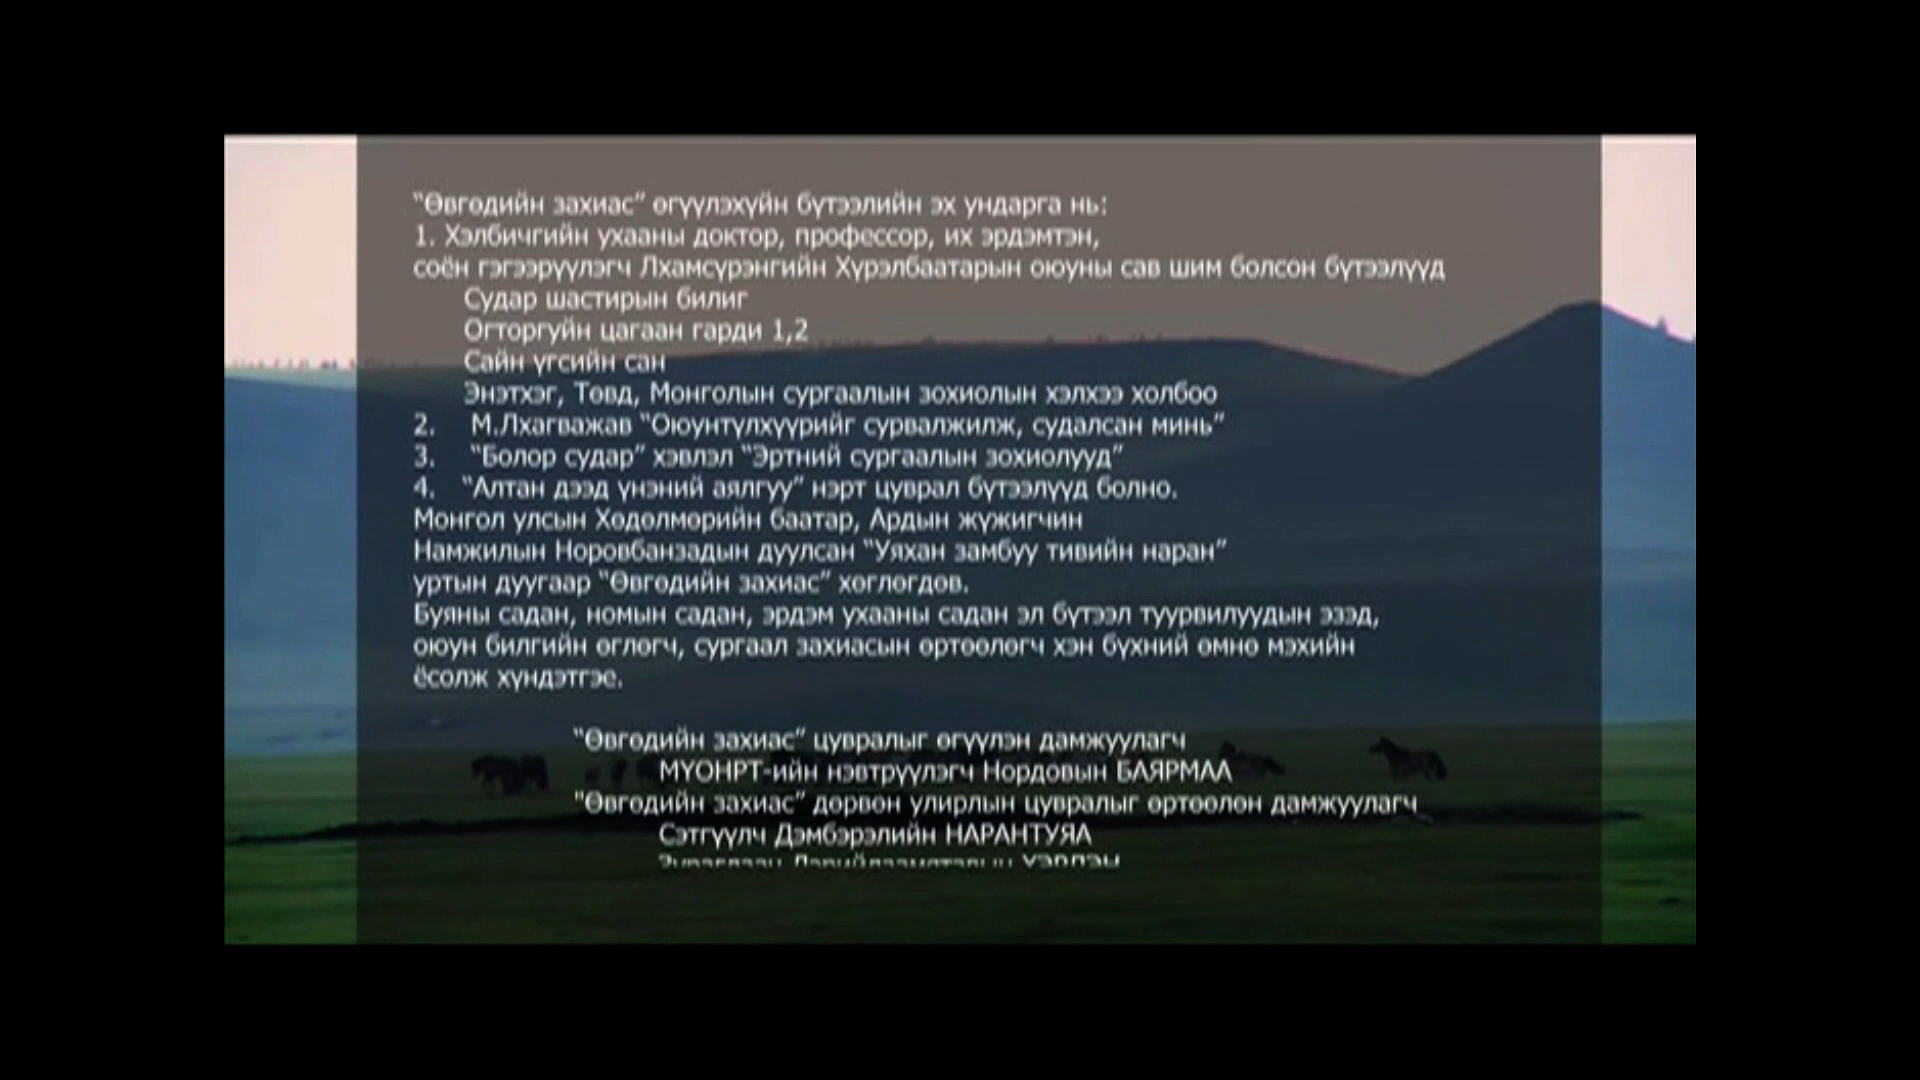 “Өвгөдийн захиас” өгүүлэхүйн бүтээлийн эх ундарга нь:
1. Хэлбичгийн ухааны доктор, профессор, их эрдэмтэн,
соён гэгээрүүлэгч Лхамсүрэнгийн Хүрэлбаатарын оюуны сав шим болсон бүтээлүүд
Судар шастирын билиг
Огторгуйн цагаан гарди 1,2
Сайн үгсийн сан
Энэтхэг, Төвд, Монголын сургаалын зохиолын хэлхээ холбоо
2. М.Лхагважав “Оюунтүлхүүрийг сурвалжилж, судалсан минь”
3. “Болор судар” хэвлэл “Эртний сургаалын зохиолууд”
4. “Алтан дээд үнэний аялгуу” нэрт цуврал бүтээлүүд болно.
Монгол улсын Хөдөлмөрийн баатар, Ардын жүжигчин
Намжилын Норовбанзадын дуулсан “Уяхан замбуу тивийн наран”
уртын дуугаар “Өвгөдийн захиас” хөглөгдөв.
Буяны садан, номын садан, эрдэм ухааны садан эл бүтээл туурвилуудын эзэд,
оюун билгийн өглөгч, сургаал захиасын өртөөлөгч хэн бүхний өмнө мэхийн
ёсолж хүндэтгэе.
“Өвгөдийн захиас” цувралыг өгүүлэн дамжуулагч
МҮОНРТ-ийн нэвтрүүлэгч Нордовын БАЯРМАА
"Өвгөдийн захиас” дөрвөн улирлын цувралыг өртөөлөн дамжуулагч
Сэтгүүлч Дэмбэрэлийн НАРАНТУЯА